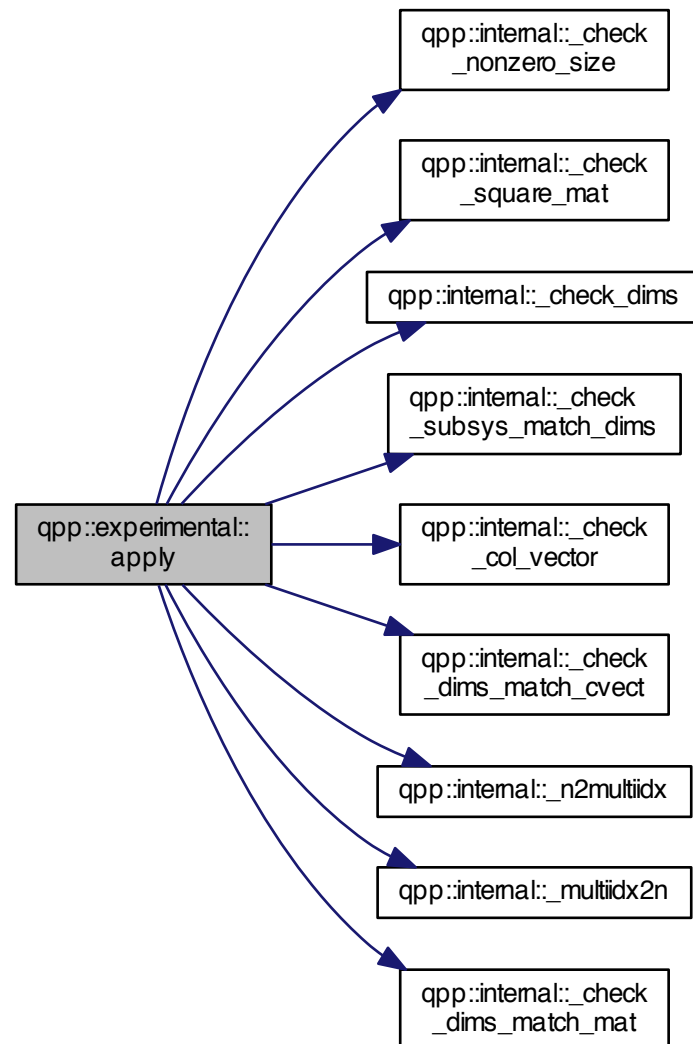 qpp::internal::_check
_nonzero_size
qpp::internal::_check
_square_mat
qpp::internal::_check_dims
qpp::internal::_check
_subsys_match_dims
qpp::experimental::
apply
qpp::internal::_check
_col_vector
qpp::internal::_check
_dims_match_cvect
qpp::internal::_n2multiidx
qpp::internal::_multiidx2n
qpp::internal::_check
_dims_match_mat